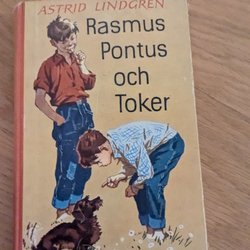 ASTRID LINDGREN
Rasmus
Pontus
och
Toker